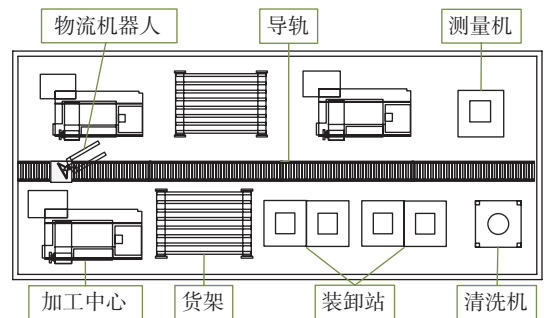 物流机器人
导轨
测量机
加工中心
货架
装卸站
清洗机